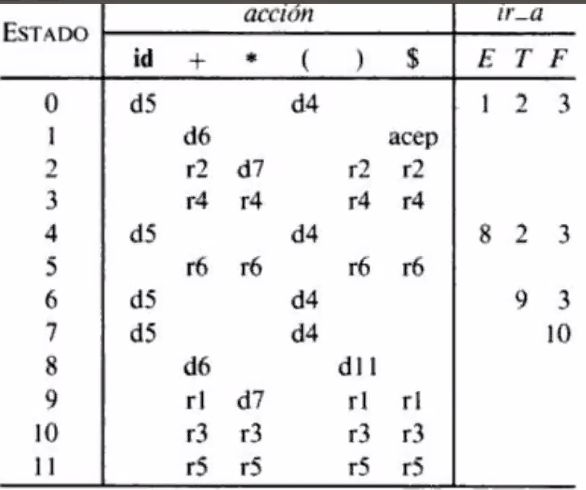 acción ir_a
ESTADO id + * ( ) $ E T F
0 d5 d4 1 2 3
1 d6 acep
2 r2 d7 r2 r2
3 r4 r4 r4 r4
4 d5 d4 8 2 3
5 r6 r6 r6 r6
6 d5 d4 9 3
7 d5 d4 10
8 d6 d11
9 r1 d7 r1 r1
10 r3 r3 r3 r3
11 r5 r5 r5 r5